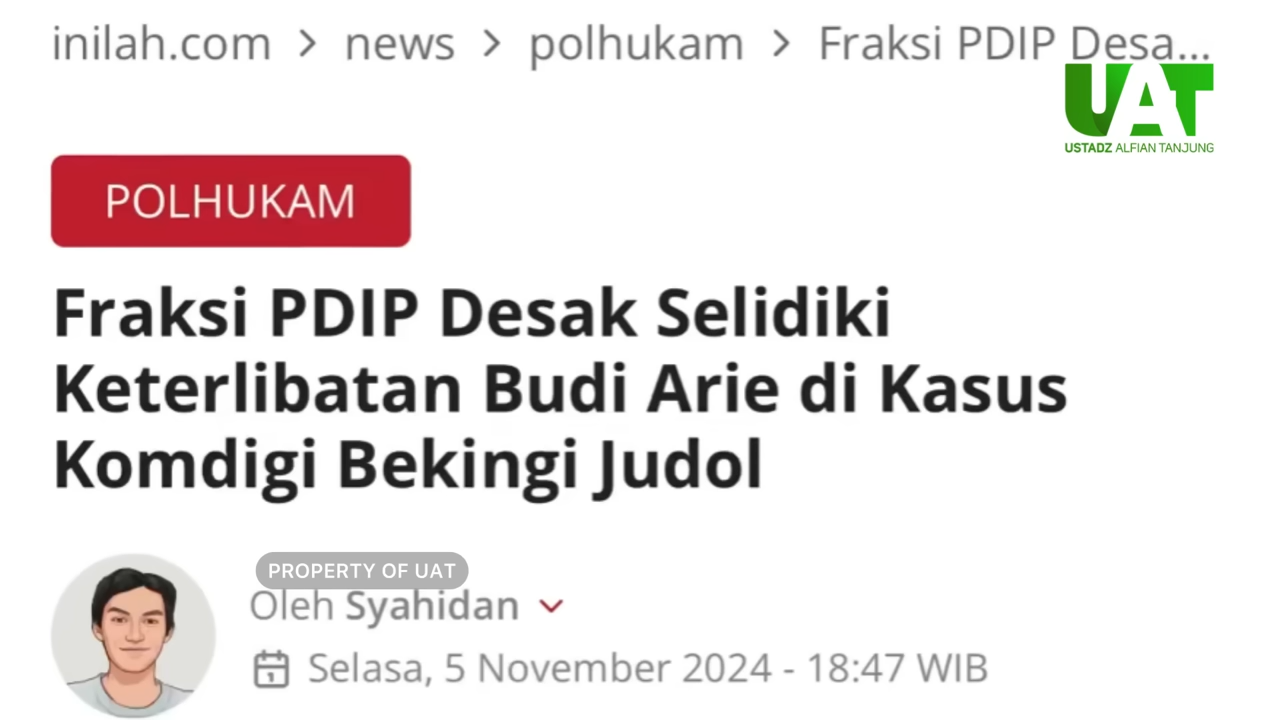 inilah.com > news > polhukam > Fraksi PDIP Desa...
UAT
USTADZ ALFIAN TANJUNG
POLHUKAM
Fraksi PDIP Desak Selidiki
Keterlibatan Budi Arie di Kasus
Komdigi Bekingi Judol
PROPERTY OF UAT
Oleh Syahidan
Selasa, 5 November 2024 - 18:47 WIB